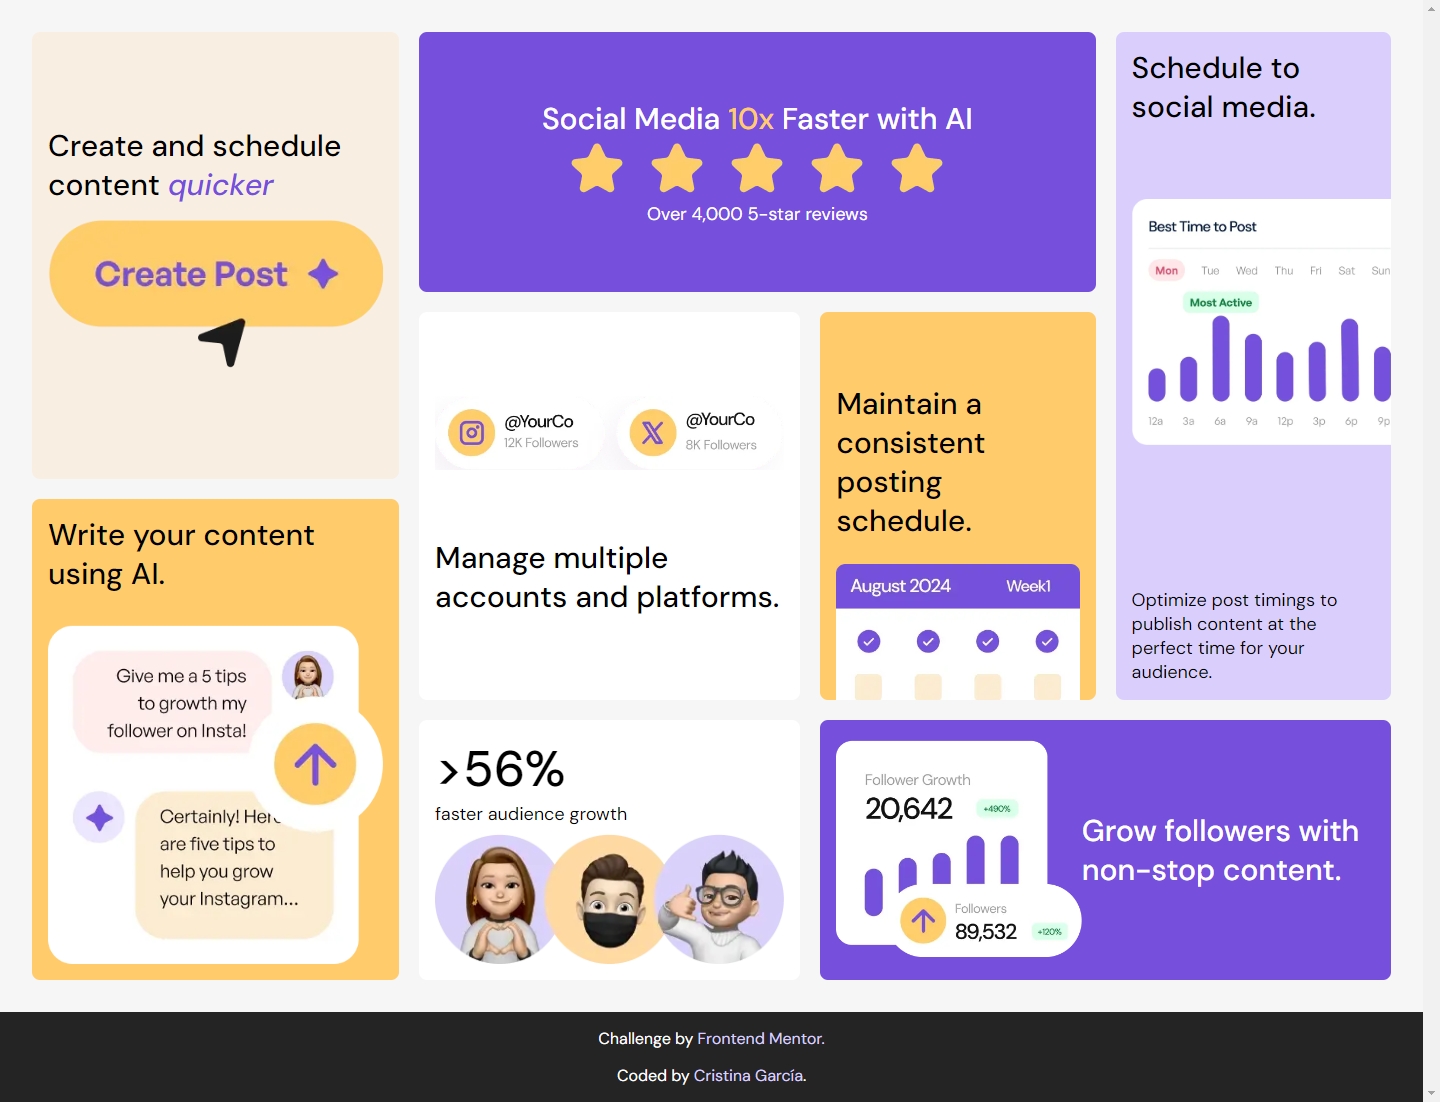 Create and schedule
content quicker
Create Post
Social Media 10x Faster with AI
Over 4,000 5-star reviews
Schedule to
social media.
Best Time to Post
Mon Tue Wed Thu Fri Sat Sun
Most Active
12a 3a 6a 9a 12p 3p 6p 9p
Optimize post timings to
publish content at the
perfect time for your
audience.
@YourCo
12K Followers
@YourCo
8K Followers
Manage multiple
accounts and platforms.
Maintain a
consistent
posting
schedule.
August 2024 Week1
Write your content
using AI.
Give me a 5 tips
to growth my
follower on Insta!
Certainly! Here
are five tips to
help you grow
your Instagram...
>56%
faster audience growth
Follower Growth
20,642 +490%
Followers
89,532 +120%
Grow followers with
non-stop content.
Challenge by Frontend Mentor.
Coded by Cristina García.